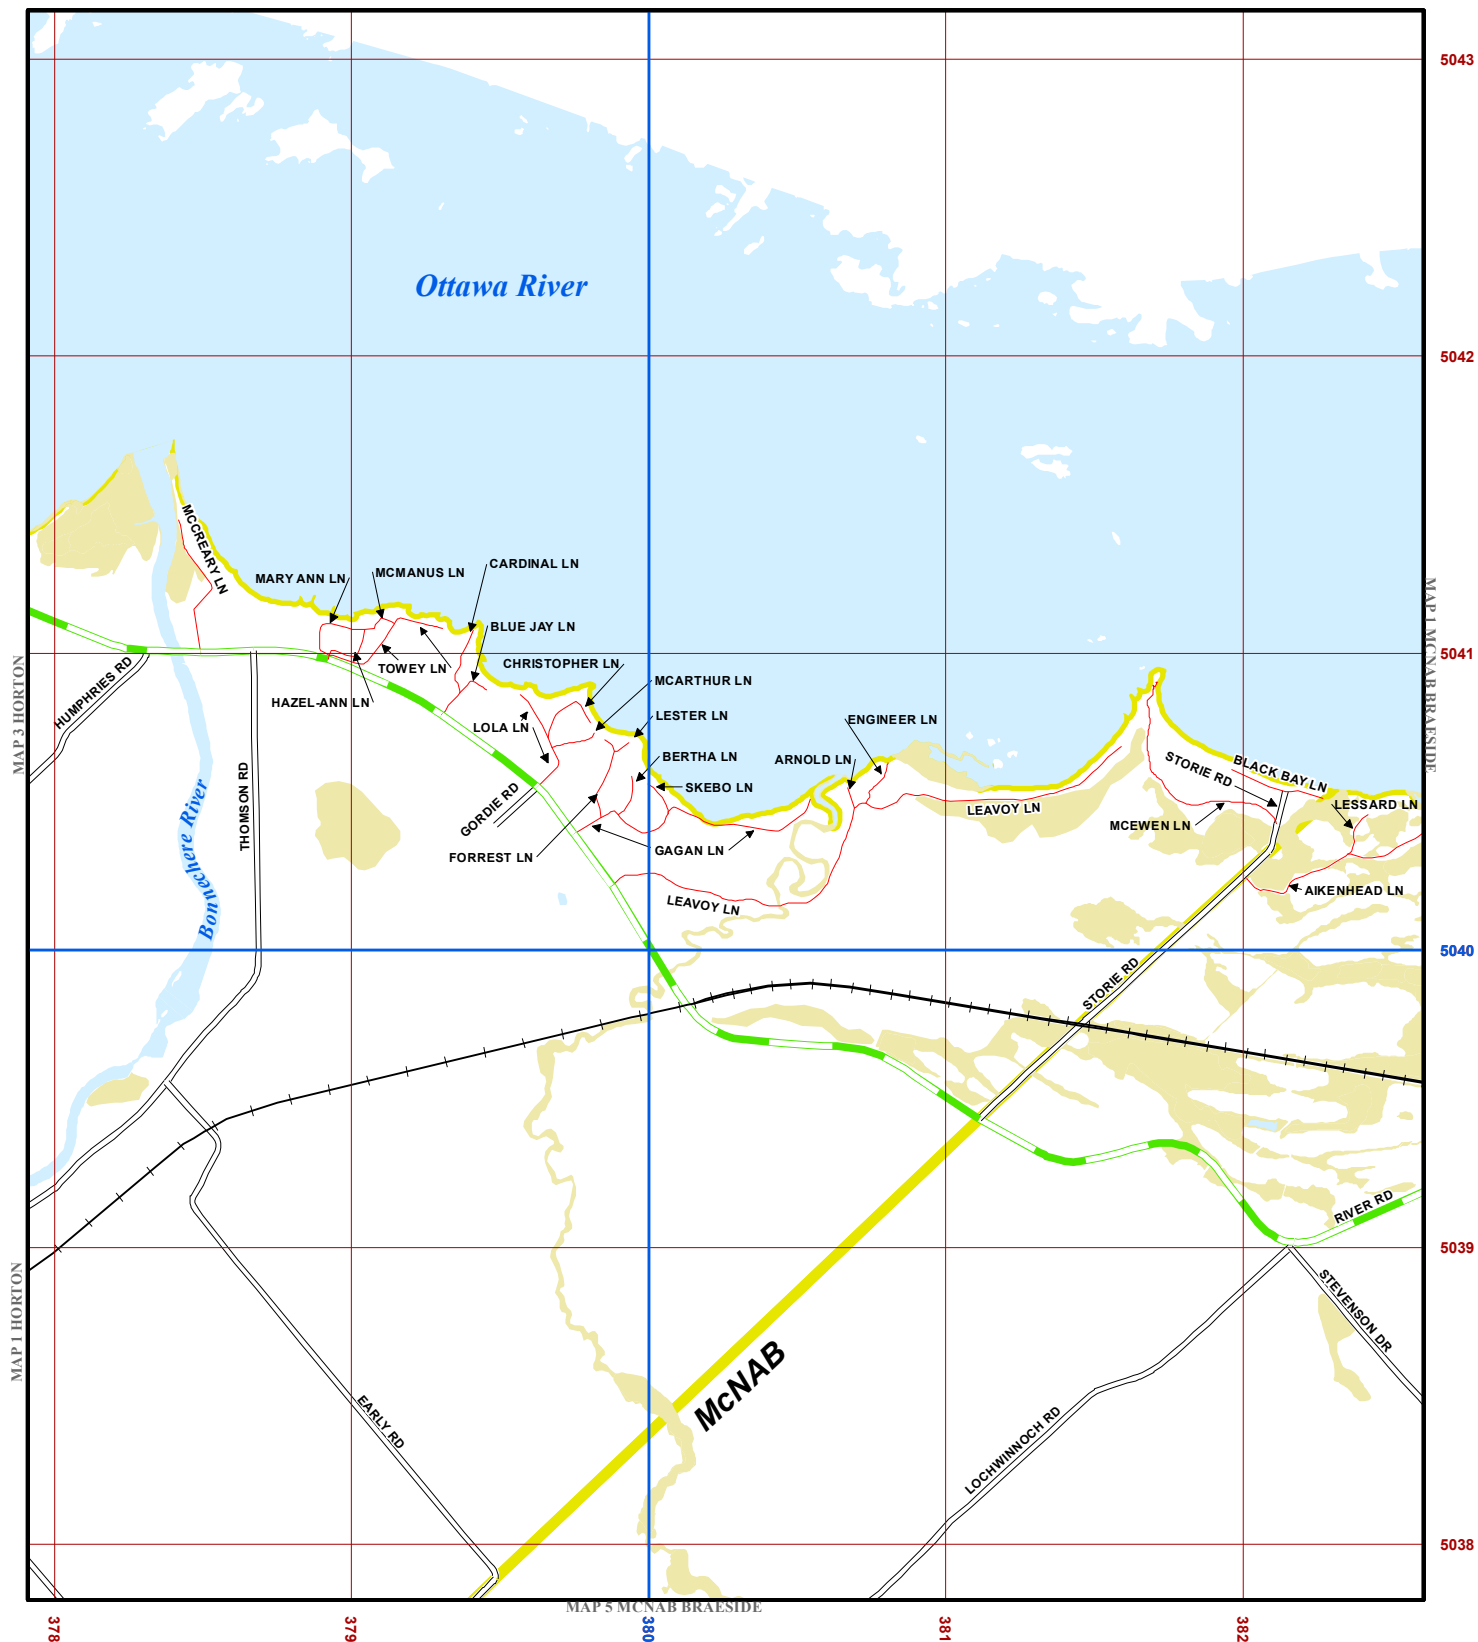 5043
Ottawa River
5042
MCCREARY LN
CARDINAL LN
MCMANUS LN
MARY ANN LN
MAP 1 MCNAB BRAESIDE
BLUE JAY LN
CHRISTOPHER LN
5041
TOWEY LN
MCARTHUR LN
MAP 3 HORTON
HUMPHRIES RD
HAZEL-ANN LN
LESTER LN
ENGINEER LN
LOLA LN
BERTHA LN
ARNOLD LN
STORIE RD
BLACK BAY LN
SKEBO LN
THOMSON RD
GORDIE RD
LEAVOY LN
LESSARD LN
MCEWEN LN
Bonnechere River
FORREST LN
GAGAN LN
AIKENHEAD LN
LEAVOY LN
5040
STORIE RD
RIVER RD
5039
MAP 1 HORTON
STEVENSON DR
McNAB
EARLY RD
LOCHWINNOCH RD
5038
MAP 5 MCNAB BRAESIDE
378
379
380
381
382